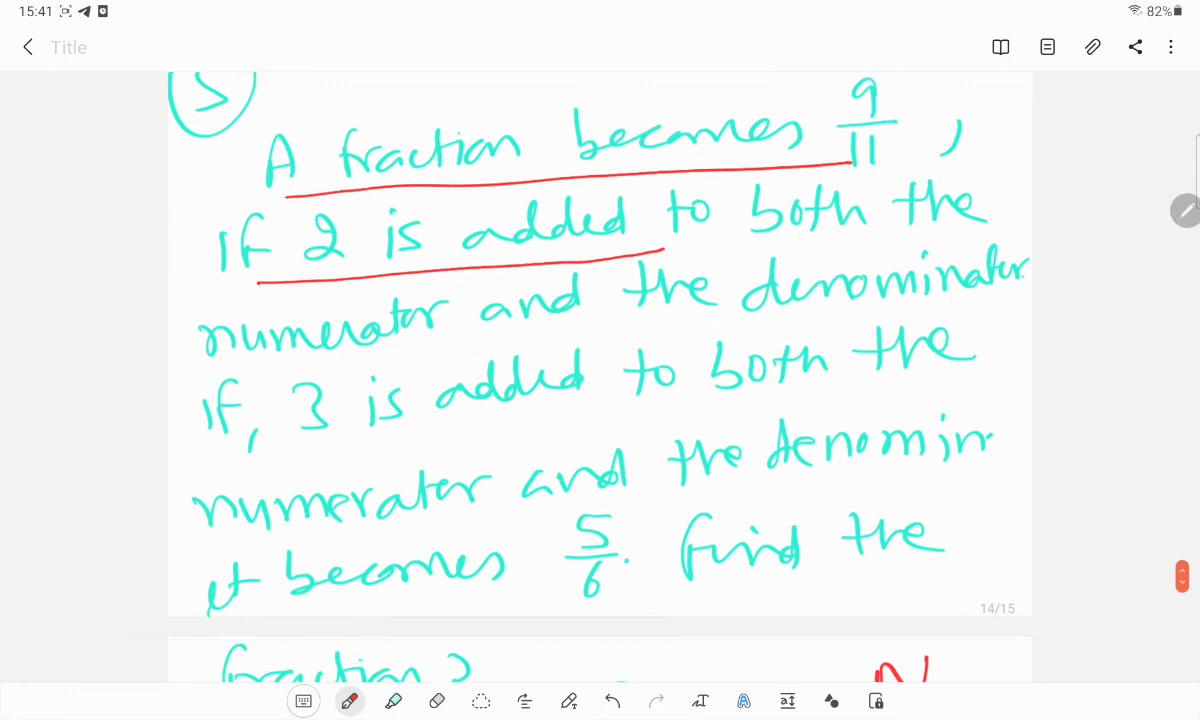 15:41
82%
Title
5
A fraction becomes 9/11 ,
if 2 is added to both the
numerator and the denominator
if, 3 is added to both the
numerator and the denomin
it becomes 5/6. Find the
14/15
fraction?
N